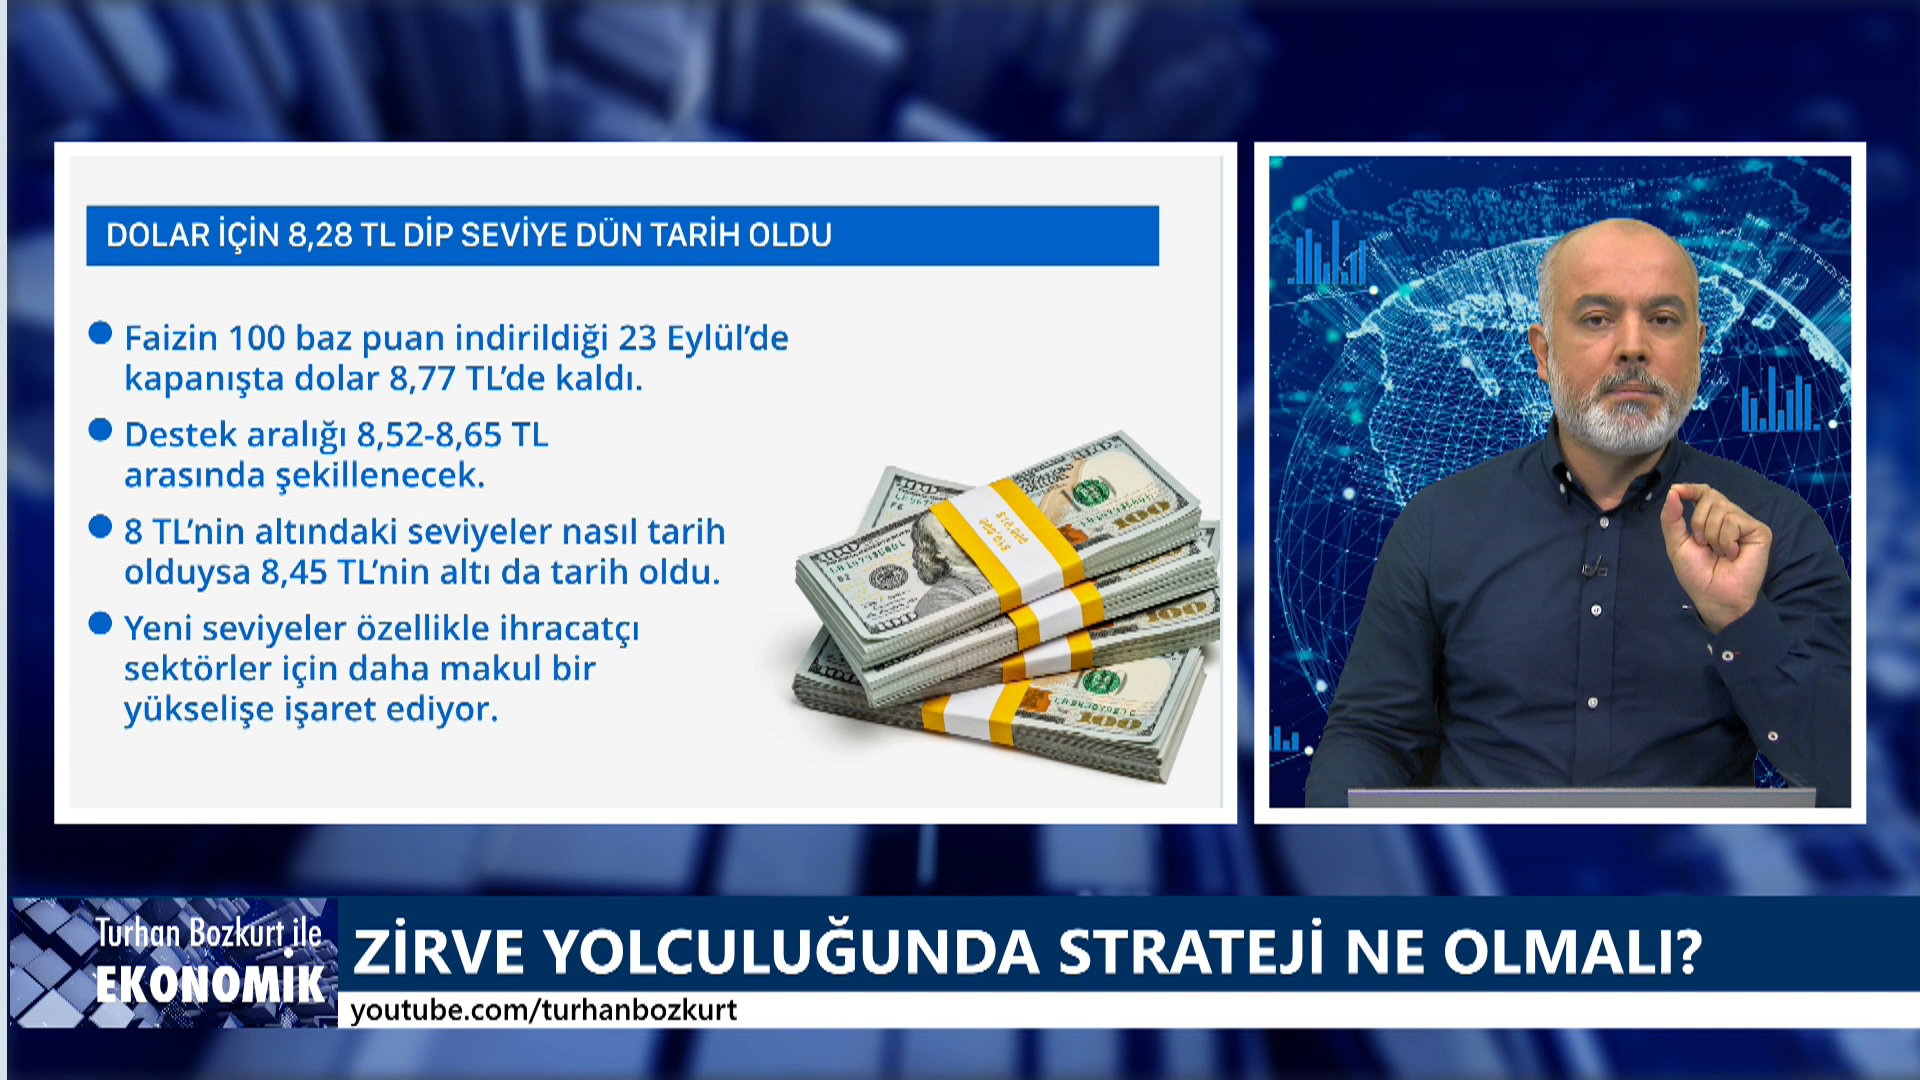 DOLAR İÇİN 8,28 TL DİP SEVİYE DÜN TARİH OLDU
Faizin 100 baz puan indirildiği 23 Eylül’de
kapanışta dolar 8,77 TL’de kaldı.
Destek aralığı 8,52-8,65 TL
arasında şekillenecek.
8 TL’nin altındaki seviyeler nasıl tarih
olduysa 8,45 TL’nin altı da tarih oldu.
Yeni seviyeler özellikle ihracatçı
sektörler için daha makul bir
yükselişe işaret ediyor.
100
100
100
Turhan Bozkurt ile
EKONOMİK
ZİRVE YOLCULUĞUNDA STRATEJİ NE OLMALI?
youtube.com/turhanbozkurt